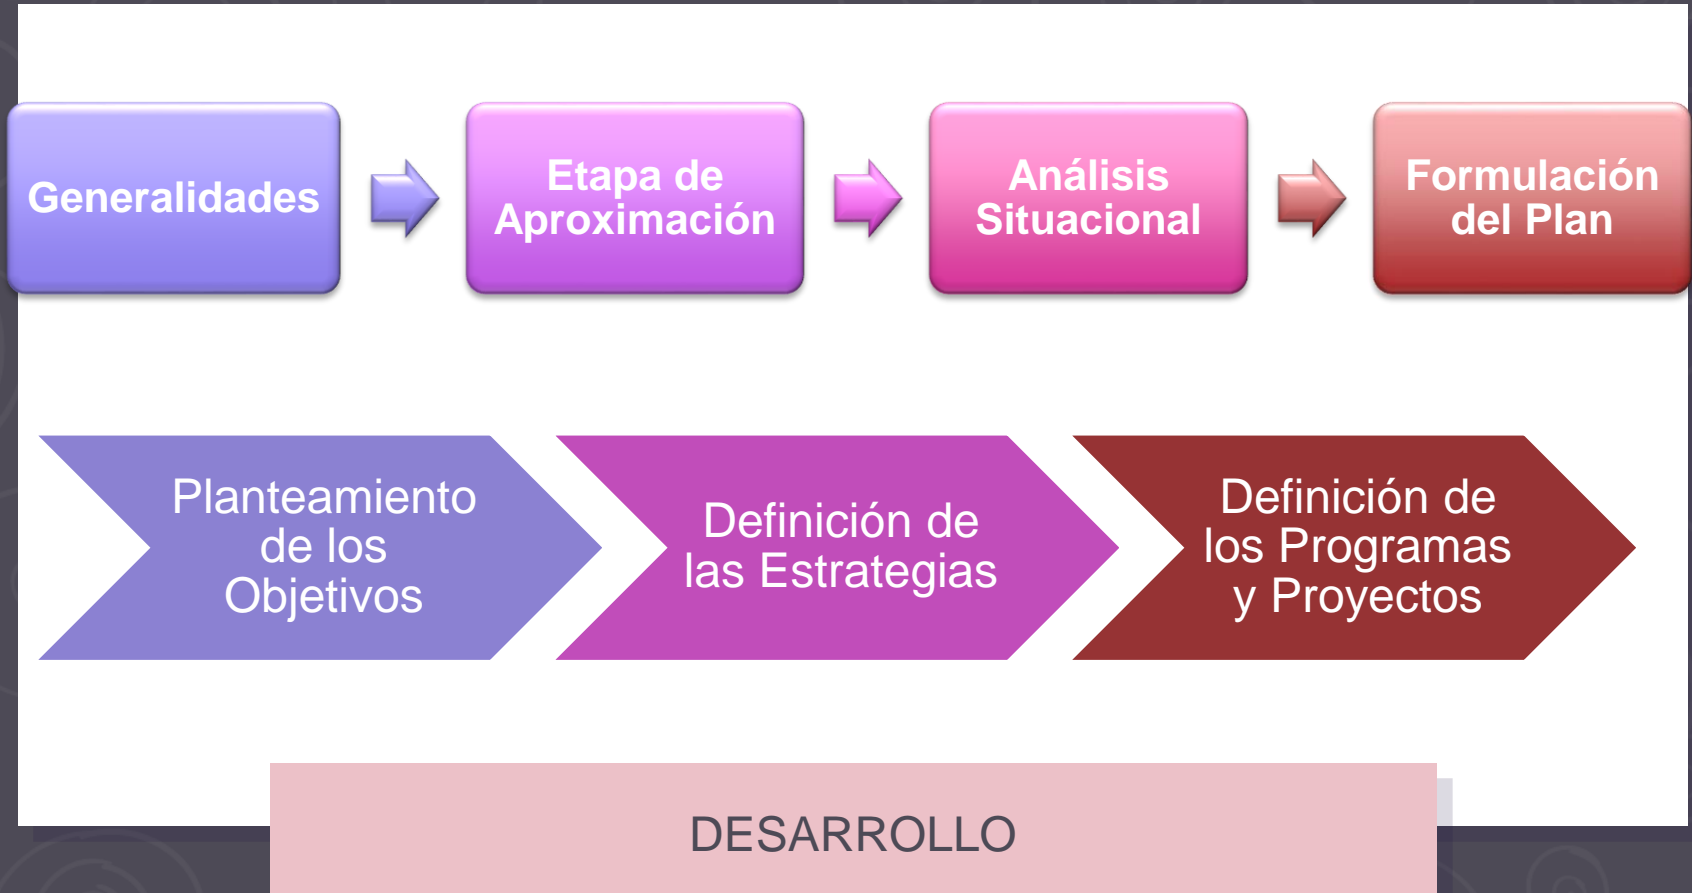 Generalidades
Etapa de
Aproximación
Análisis
Situacional
Formulación
del Plan
Planteamiento
de los
Objetivos
Definición de
las Estrategias
Definición de
los Programas
y Proyectos
DESARROLLO